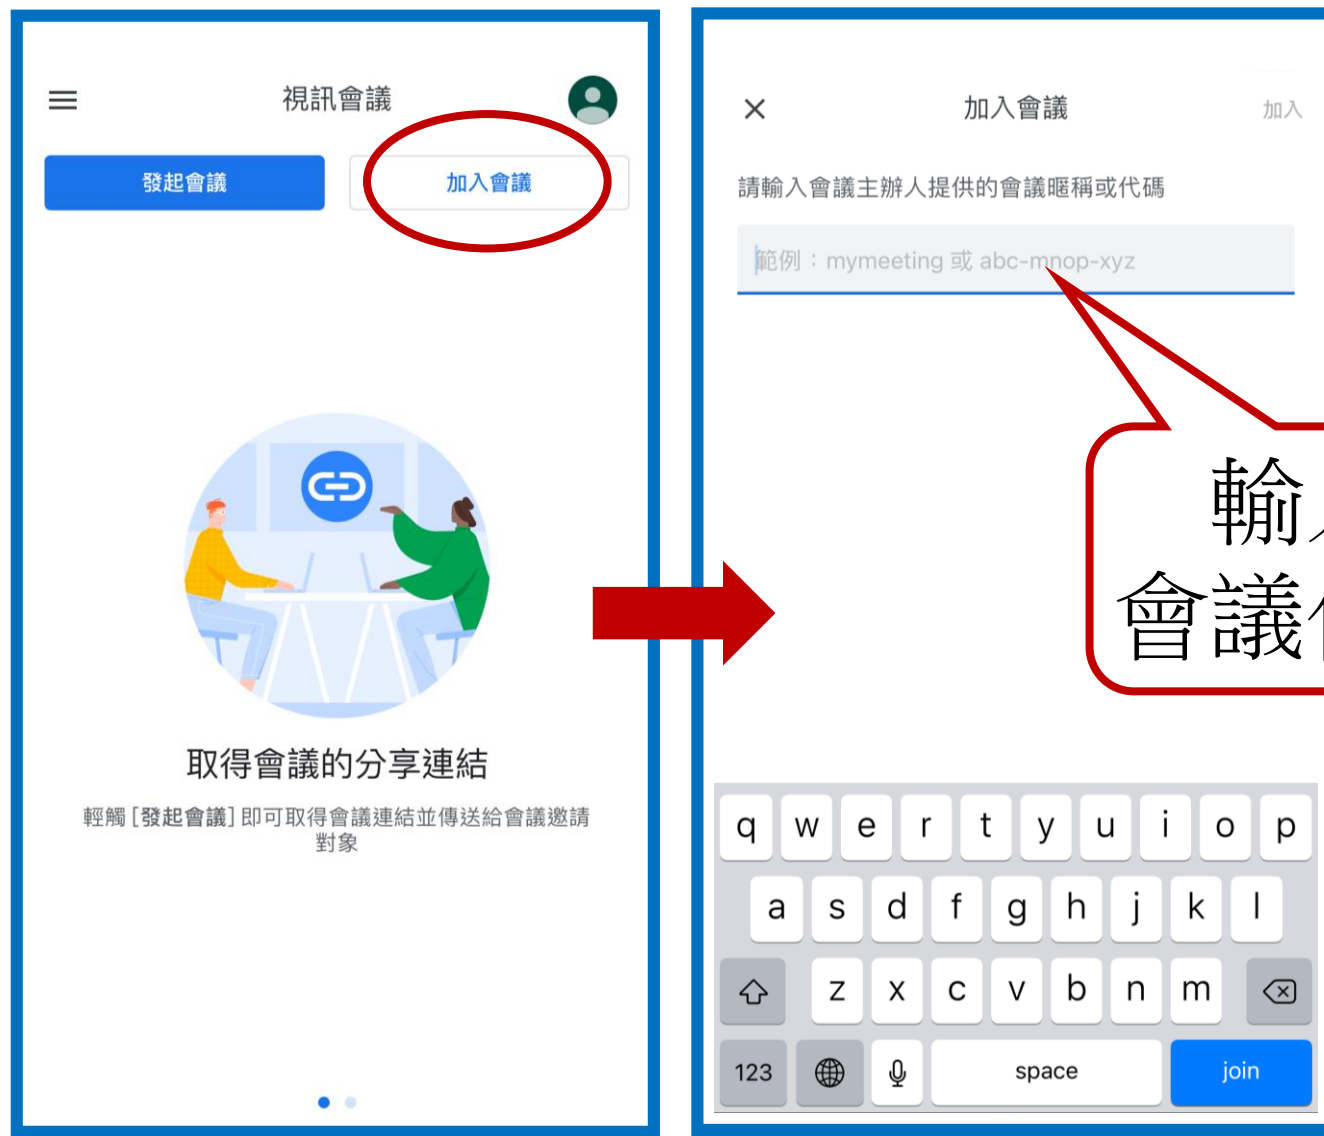 視訊會議
發起會議
加入會議
取得會議的分享連結
輕觸 [發起會議] 即可取得會議連結並傳送給會議邀請
對象
加入會議
加入
請輸入會議主辦人提供的會議暱稱或代碼
範例：mymeeting 或 abc-mnop-xyz
輸
會議
q w e r t y u i o p
a s d f g h j k l
z x c v b n m
123 space join